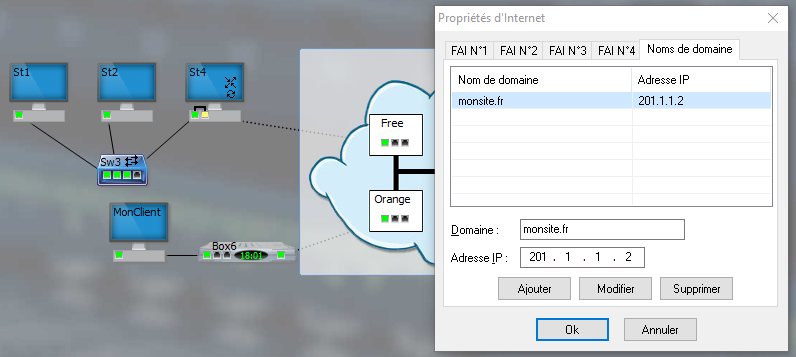 St1
St2
St4
Sw3
MonClient
Box6
18:01
Free
Orange
Propriétés d'Internet
FAI N°1 FAI N°2 FAI N°3 FAI N°4 Noms de domaine
Nom de domaine Adresse IP
monsite.fr 201.1.1.2
Domaine : monsite.fr
Adresse IP : 201 . 1 . 1 . 2
Ajouter Modifier Supprimer
Ok Annuler